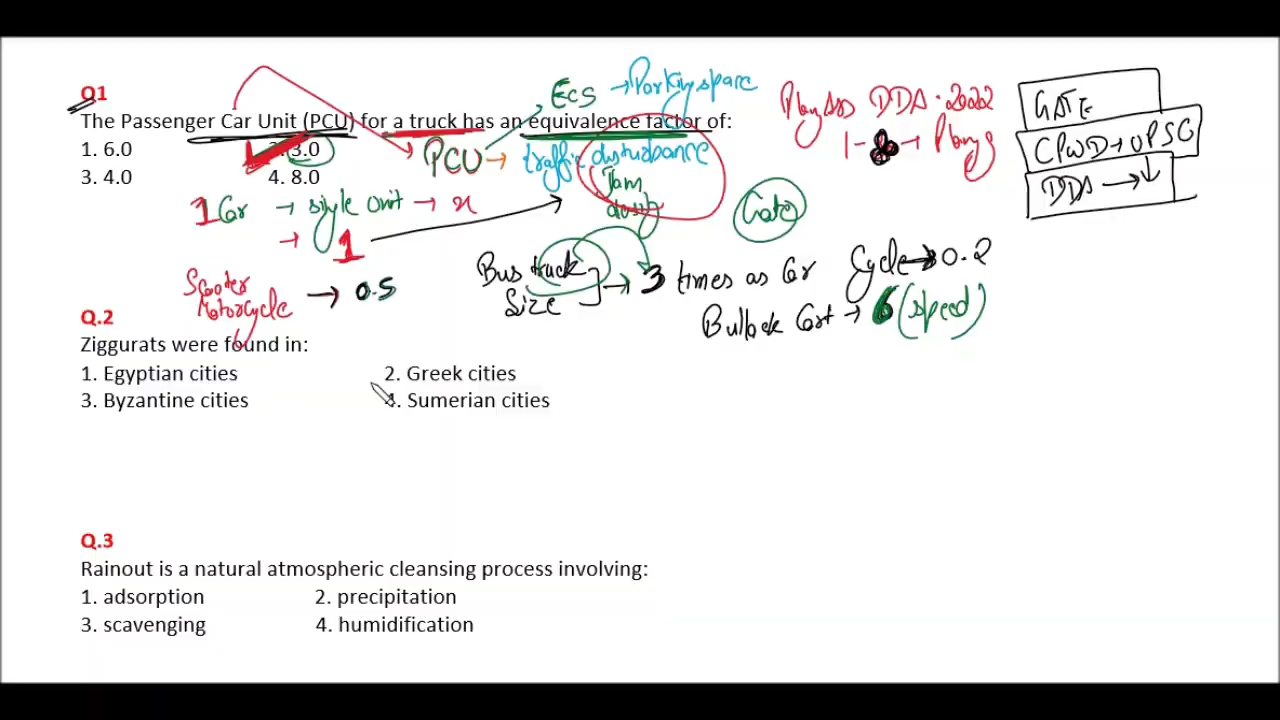 Q1
The Passenger Car Unit (PCU) for a truck has an equivalence factor of:
1. 6.0 2. 3.0
3. 4.0 4. 8.0
ECS → Parking space
PCU → traffic disturbance
Jam
1 Car → single unit → x
→ 1
Scooter
Motorcycle → 0.5
Bus truck
Size → 3 times as Car
Cycle → 0.2
Bullock Cart → 6 (speed)
Gate
DDA - 2022
1 -
GATE
CPWD → UPSC
DDA → ↓
Q.2
Ziggurats were found in:
1. Egyptian cities 2. Greek cities
3. Byzantine cities 4. Sumerian cities
Q.3
Rainout is a natural atmospheric cleansing process involving:
1. adsorption 2. precipitation
3. scavenging 4. humidification